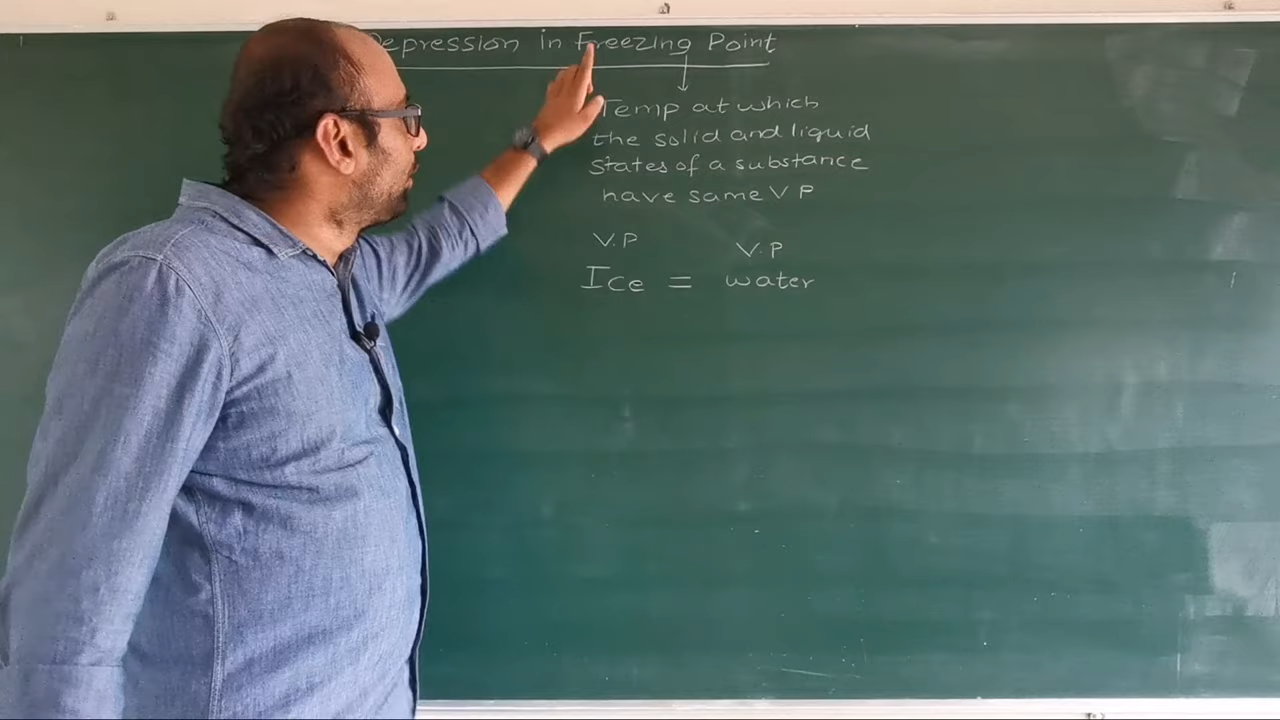 Depression in Freezing Point
Temp at which
the solid and liquid
states of a substance
have same V P
V.P V.P
Ice = water